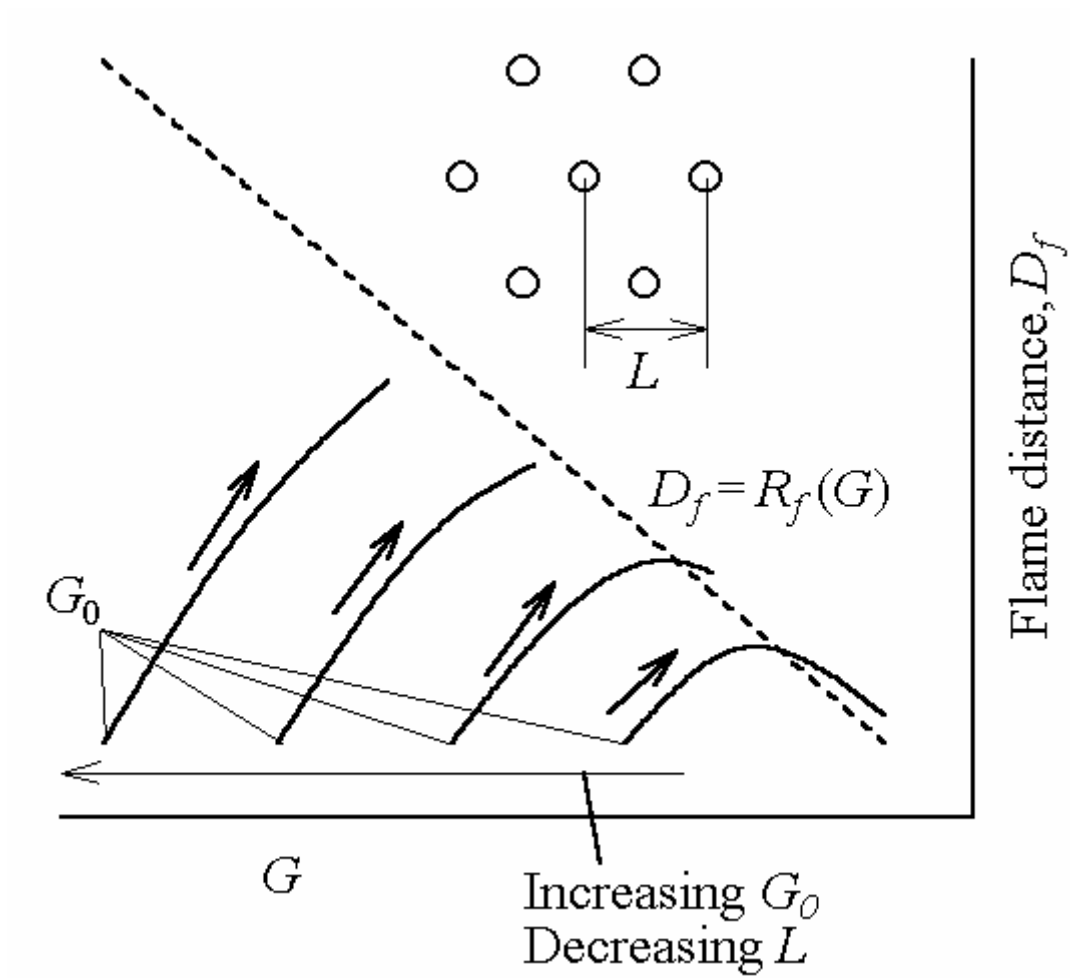 L
Flame distance, D_f
D_f = R_f(G)
G_0
G
Increasing G_0
Decreasing L